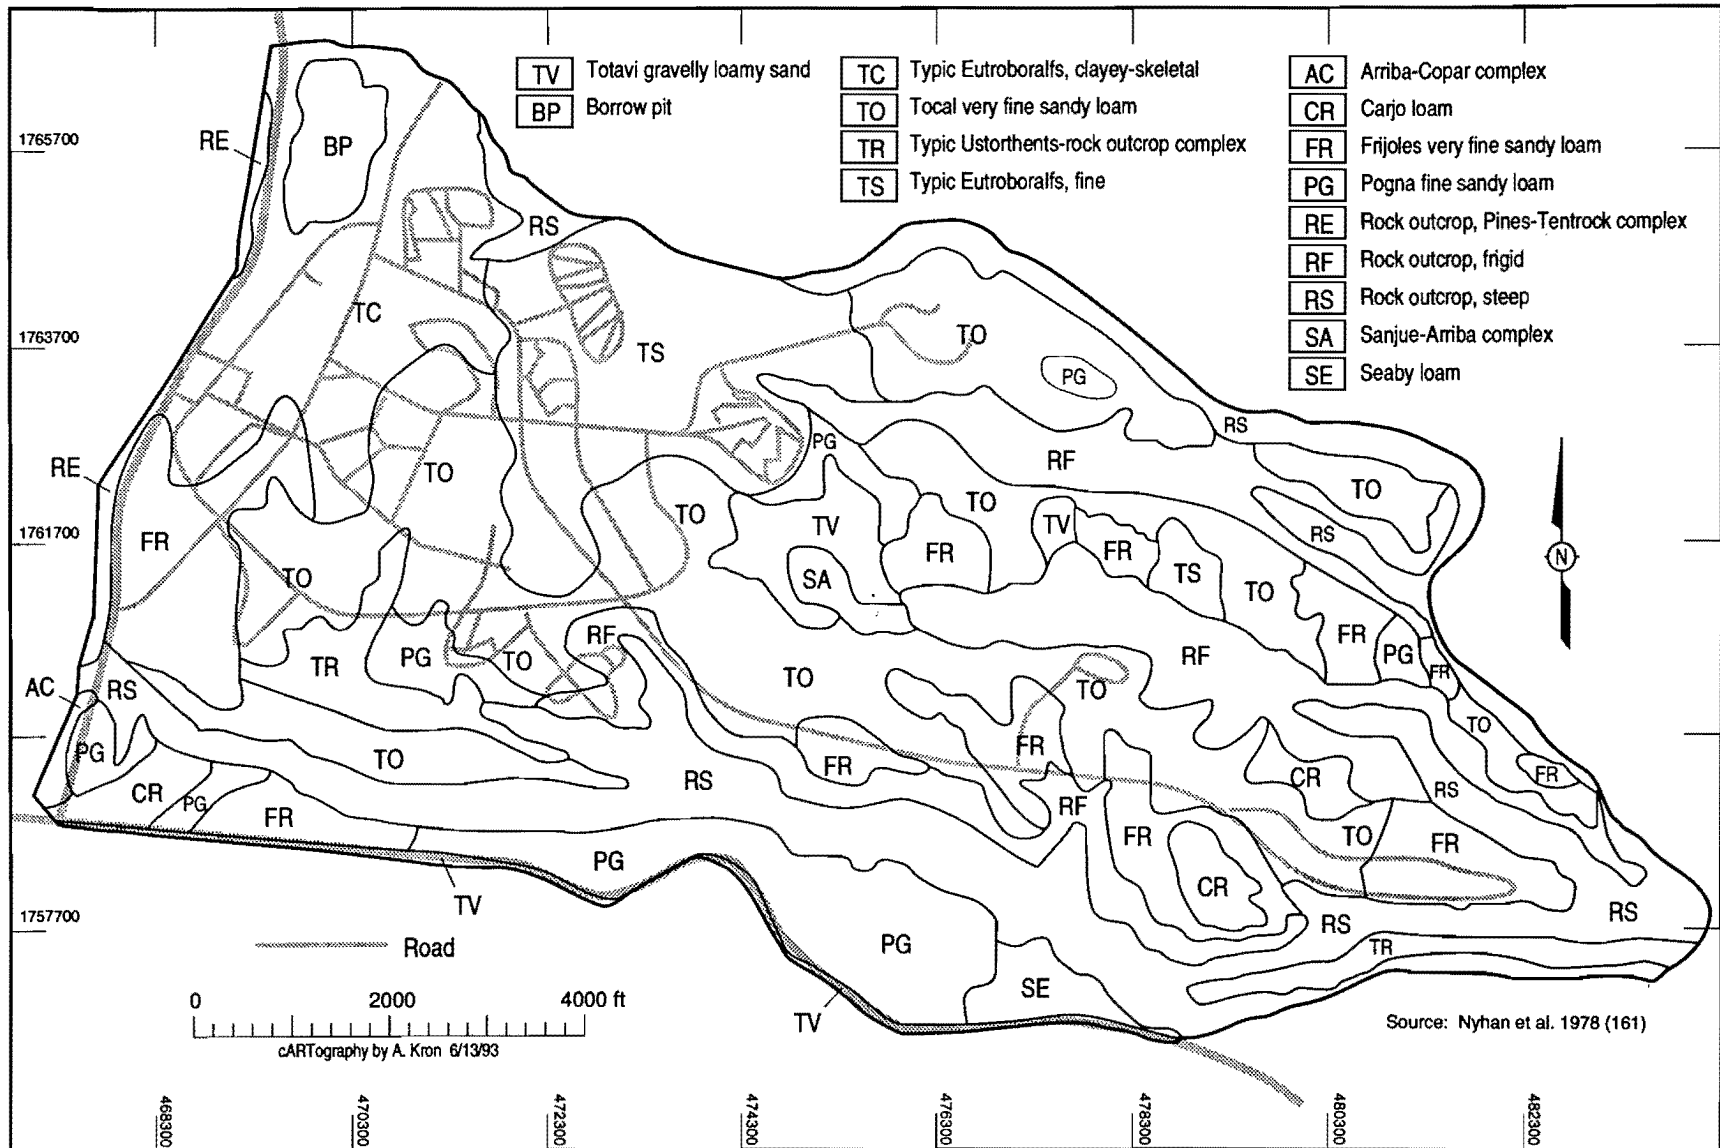 TV Totavi gravelly loamy sand
BP Borrow pit
TC Typic Eutroboralfs, clayey-skeletal
TO Tocal very fine sandy loam
TR Typic Ustorthents-rock outcrop complex
TS Typic Eutroboralfs, fine
AC Arriba-Copar complex
CR Carjo loam
FR Frijoles very fine sandy loam
PG Pogna fine sandy loam
RE Rock outcrop, Pines-Tentrock complex
RF Rock outcrop, frigid
RS Rock outcrop, steep
SA Sanjue-Arriba complex
SE Seaby loam
1765700
RE
BP
RS
TC
1763700
TS
TO
PG
RS
PG
RF
RE
TO
TO
TO
TO
RS
1761700
FR
TV
FR
TV
FR
TS
TO
TO
SA
RF
FR
PG
FR
TR
PG
TO
TO
RF
TO
AC
RS
TO
PG
TO
FR
FR
CR
FR
RS
RS
CR
PG
FR
RF
FR
TO
FR
PG
CR
TV
RS
RS
1757700
PG
TR
Road
SE
TV
0 2000 4000 ft
cARTography by A. Kron 6/13/93
Source: Nyhan et al. 1978 (161)
N
468300
470300
472300
474300
476300
478300
480300
482300